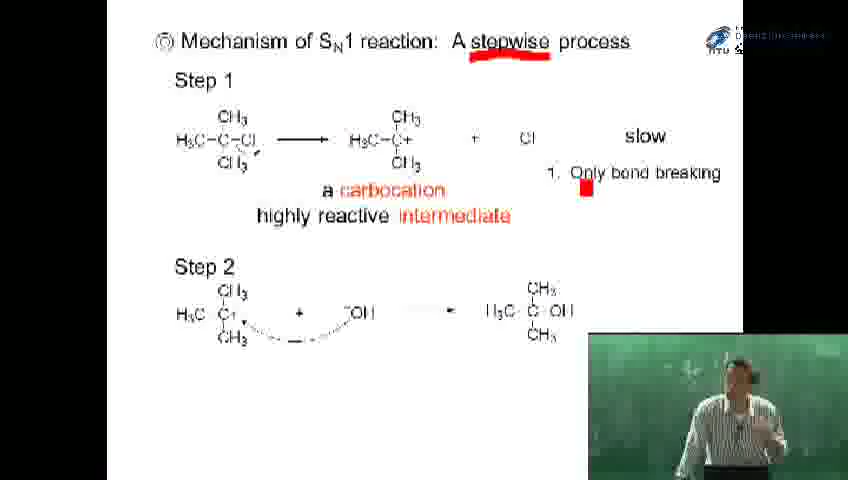 ◎ Mechanism of SN1 reaction: A stepwise process
Step 1
CH3
H3C-C-Cl
CH3
CH3
H3C-C+
CH3
+
Cl
slow
1. Only bond breaking
a carbocation
highly reactive intermediate
Step 2
CH3
H3C C+
CH3
+
-OH
CH3
H3C-C-OH
CH3
NTU